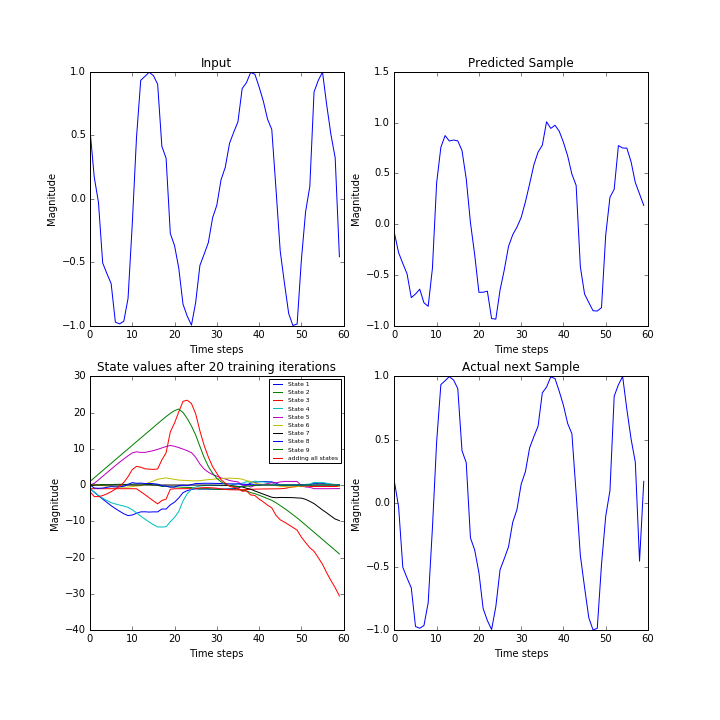 Input
Magnitude
1.0
0.5
0.0
−0.5
−1.0
0 10 20 30 40 50 60
Time steps
Predicted Sample
Magnitude
1.5
1.0
0.5
0.0
−0.5
−1.0
0 10 20 30 40 50 60
Time steps
State values after 20 training iterations
Magnitude
30
20
10
0
−10
−20
−30
−40
0 10 20 30 40 50 60
Time steps
State 1
State 2
State 3
State 4
State 5
State 6
State 7
State 8
State 9
adding all states
Actual next Sample
Magnitude
1.0
0.5
0.0
−0.5
−1.0
0 10 20 30 40 50 60
Time steps